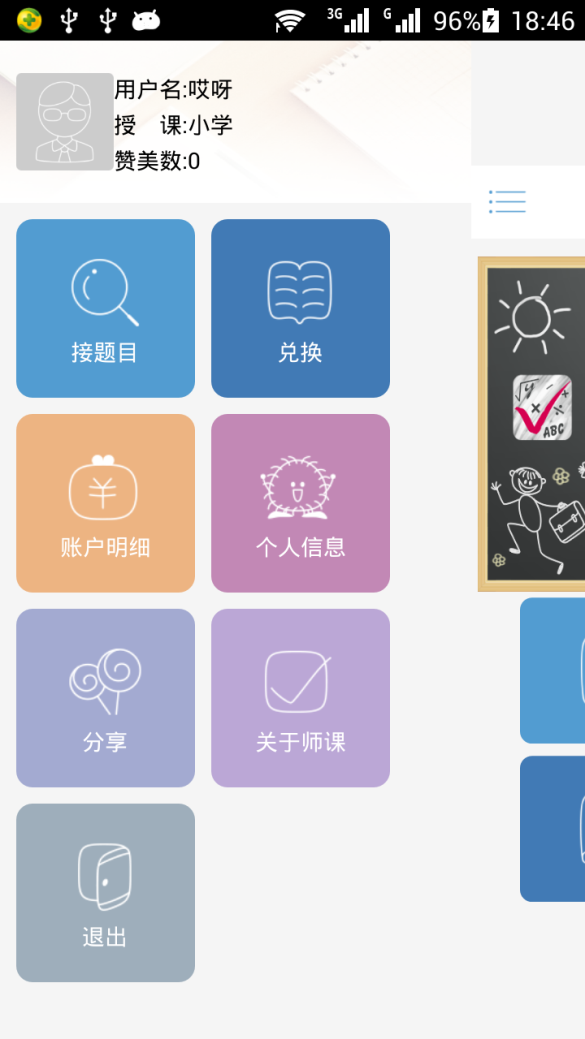 3G G 96% 18:46
用户名:哎呀
授　课:小学
赞美数:0
接题目
兑换
账户明细
个人信息
分享
关于师课
退出
√y
ABC